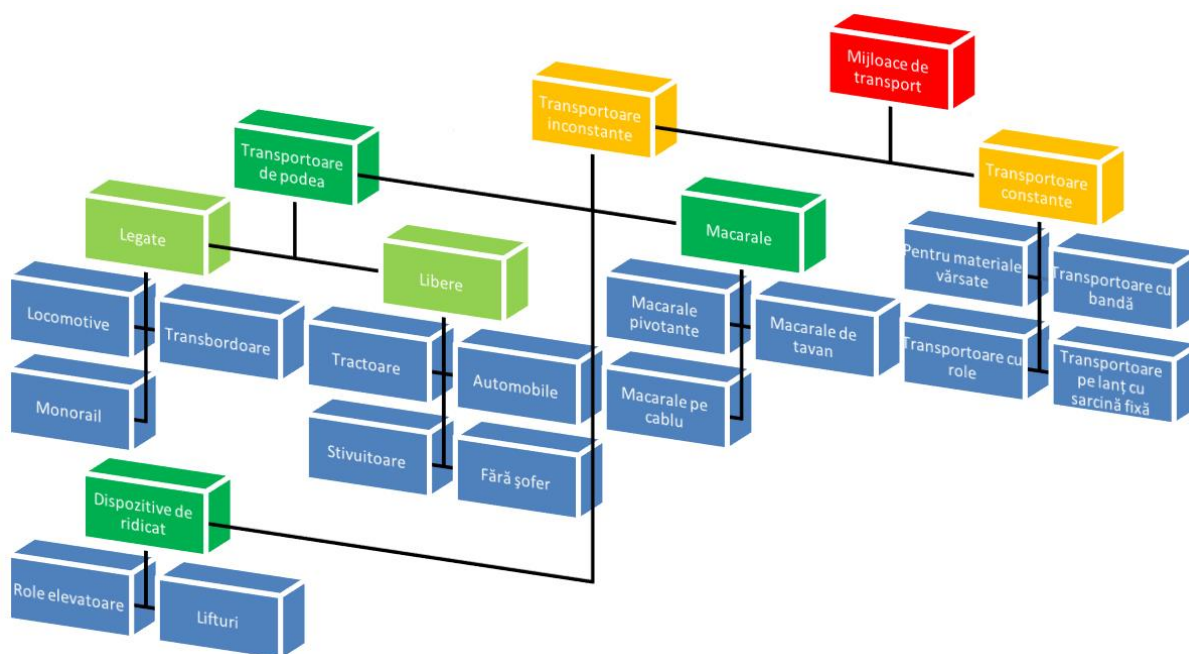 Mijloace de
transport
Transportoare
inconstante
Transportoare
constante
Transportoare
de podea
Macarale
Legate
Libere
Locomotive
Transbordoare
Monorail
Tractoare
Automobile
Stivuitoare
Fără şofer
Macarale
pivotante
Macarale de
tavan
Macarale pe
cablu
Pentru materiale
vărsate
Transportoare cu
bandă
Transportoare cu
role
Transportoare
pe lanț cu
sarcină fixă
Dispozitive de
ridicat
Role elevatoare
Lifturi